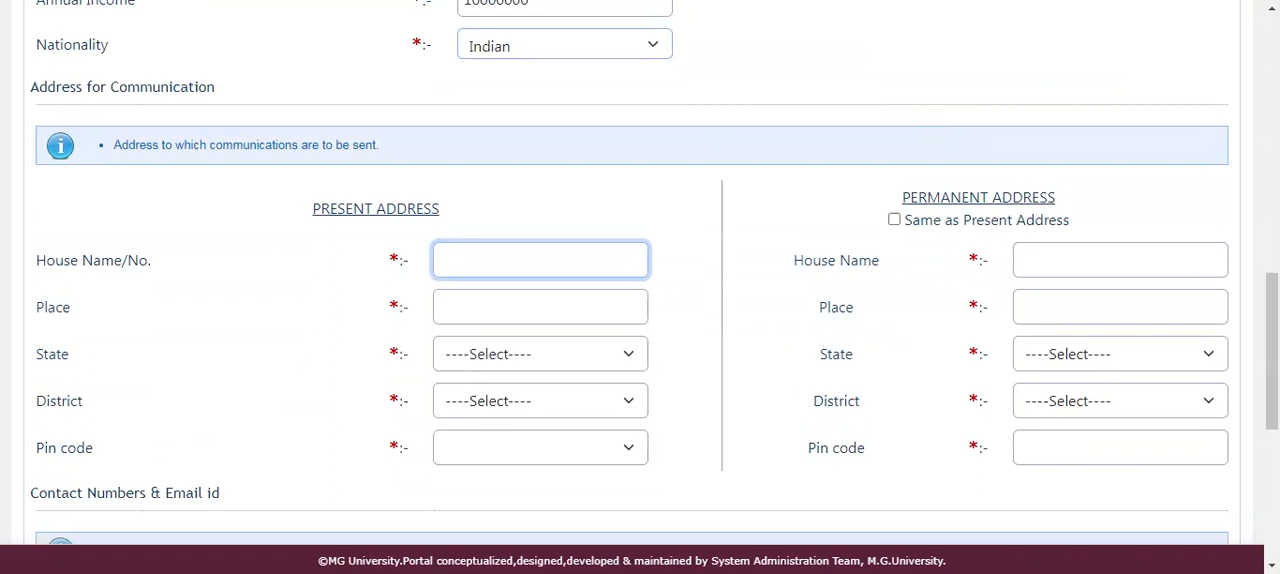 Annual Income *:- 10000000
Nationality *:- Indian
Address for Communication
• Address to which communications are to be sent.
PRESENT ADDRESS
PERMANENT ADDRESS
Same as Present Address
House Name/No. *:-
House Name *:-
Place *:-
Place *:-
State *:- ----Select----
State *:- ----Select----
District *:- ----Select----
District *:- ----Select----
Pin code *:-
Pin code *:-
Contact Numbers & Email id
©MG University.Portal conceptualized,designed,developed & maintained by System Administration Team, M.G.University.